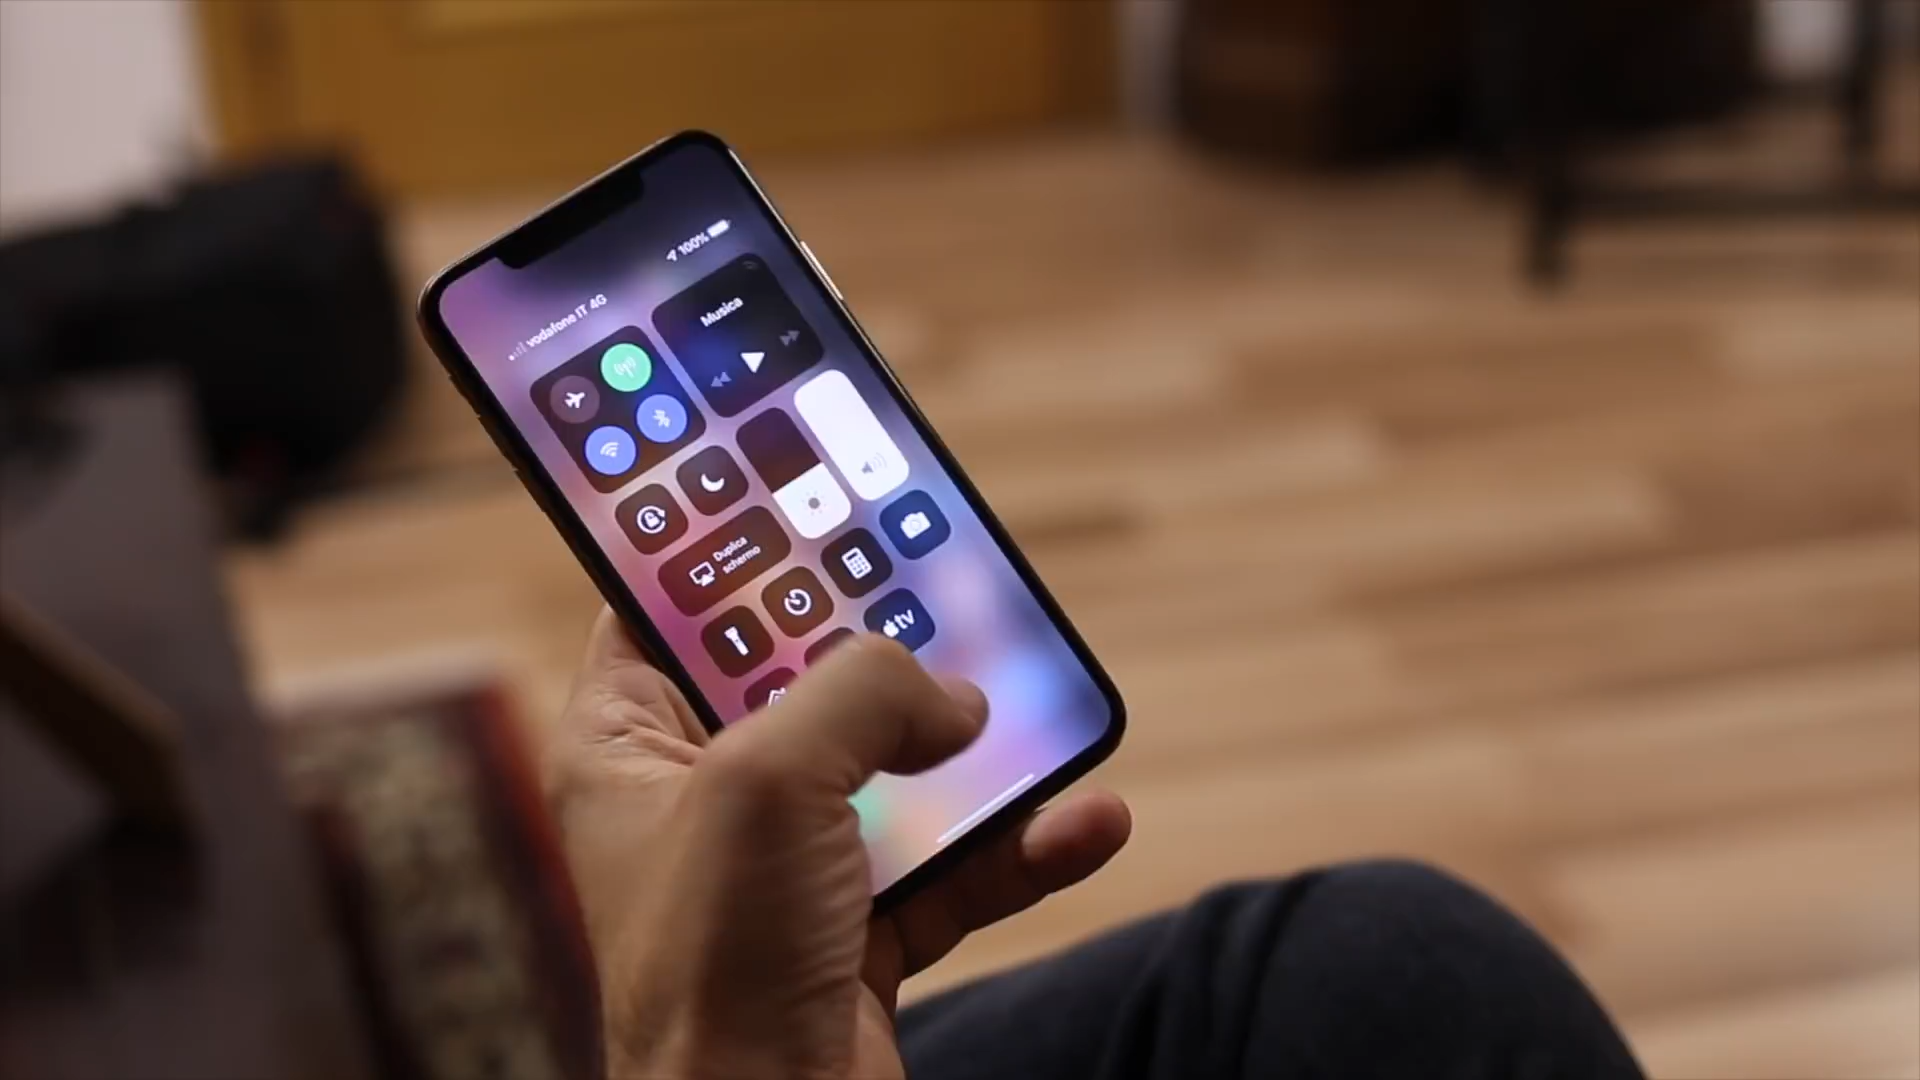 100%
vodafone IT 4G
Musica
Duplica
schermo
tv